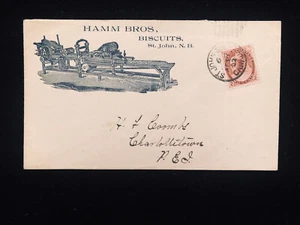 HAMM BROS.,
BISCUITS,
St. John, N.B.
H. F. Coombs
Charlottetown
P. E. I.